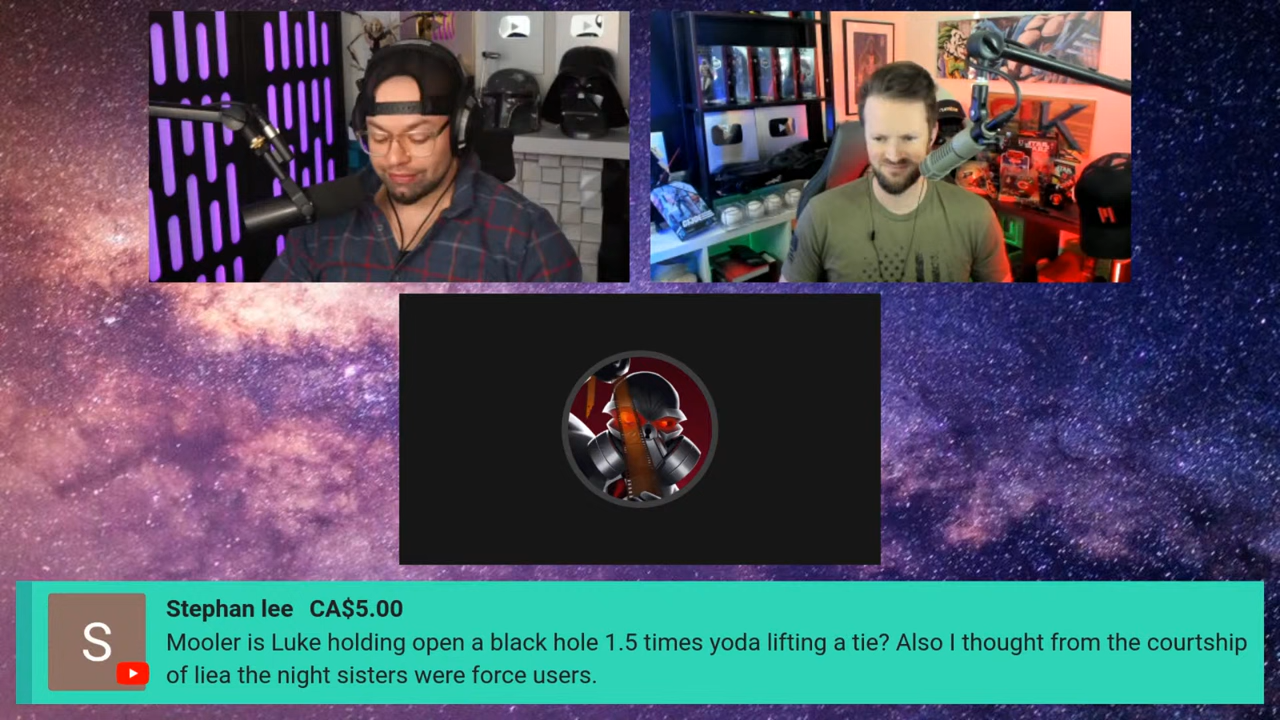 Stephan lee CA$5.00
S
Mooler is Luke holding open a black hole 1.5 times yoda lifting a tie? Also I thought from the courtship
of liea the night sisters were force users.